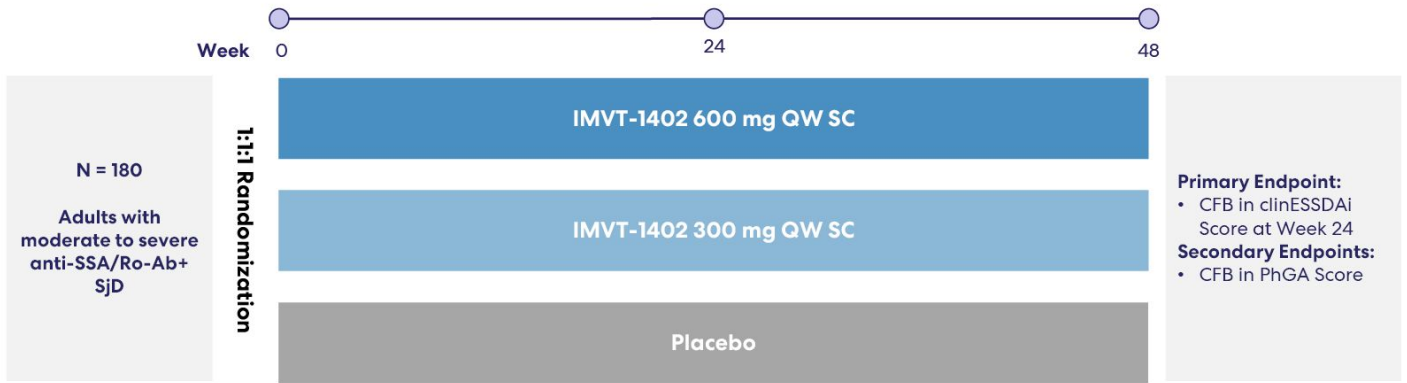 Week
0
24
48
N = 180
Adults with
moderate to severe
anti-SSA/Ro-Ab+
SjD
1:1:1 Randomization
IMVT-1402 600 mg QW SC
IMVT-1402 300 mg QW SC
Placebo
Primary Endpoint:
• CFB in clinESSDAi
Score at Week 24
Secondary Endpoints:
• CFB in PhGA Score